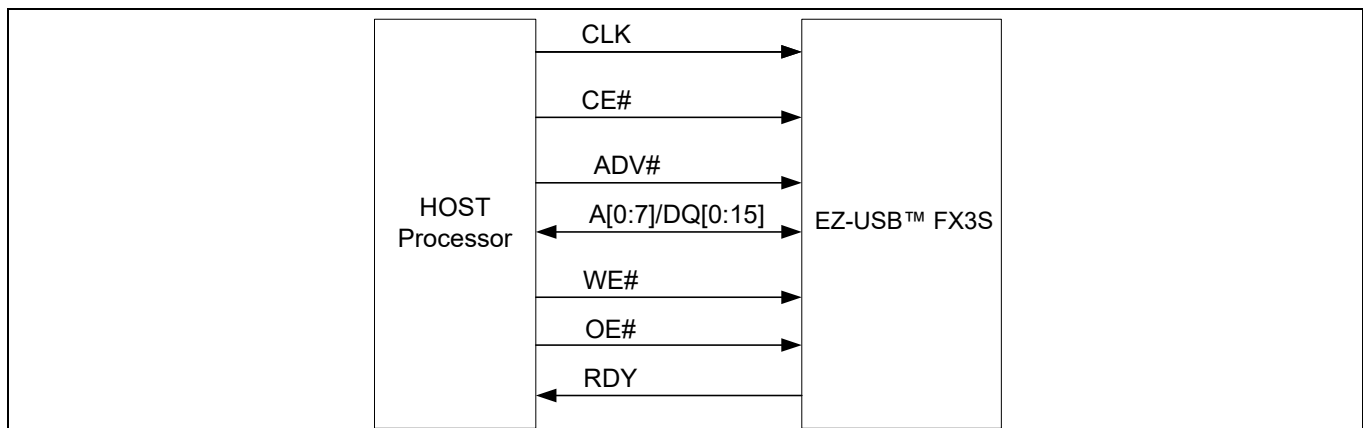 CLK
CE#
ADV#
A[0:7]/DQ[0:15]
HOST
Processor
EZ-USB™ FX3S
WE#
OE#
RDY